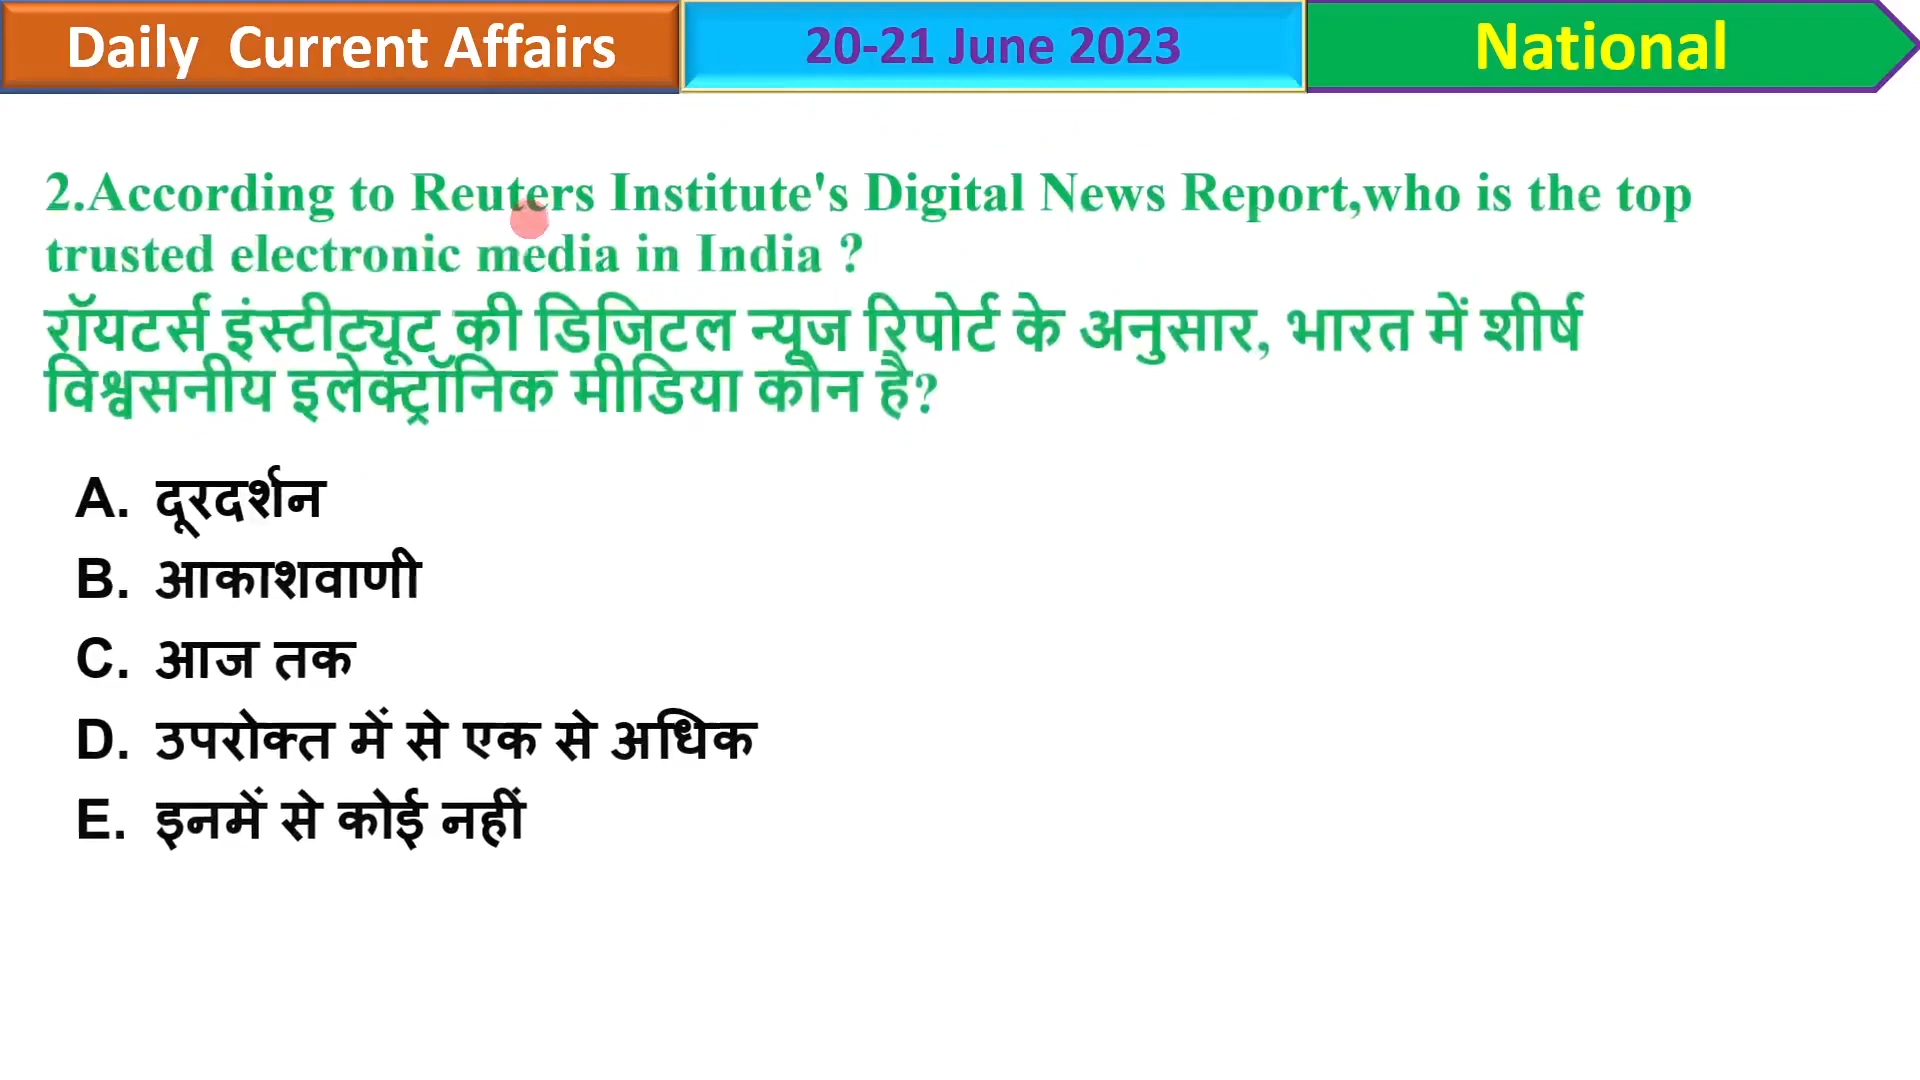 Daily Current Affairs
20-21 June 2023
National
2.According to Reuters Institute's Digital News Report,who is the top
trusted electronic media in India ?
रॉयटर्स इंस्टीट्यूट की डिजिटल न्यूज रिपोर्ट के अनुसार, भारत में शीर्ष
विश्वसनीय इलेक्ट्रॉनिक मीडिया कौन है?
A. दूरदर्शन
B. आकाशवाणी
C. आज तक
D. उपरोक्त में से एक से अधिक
E. इनमें से कोई नहीं